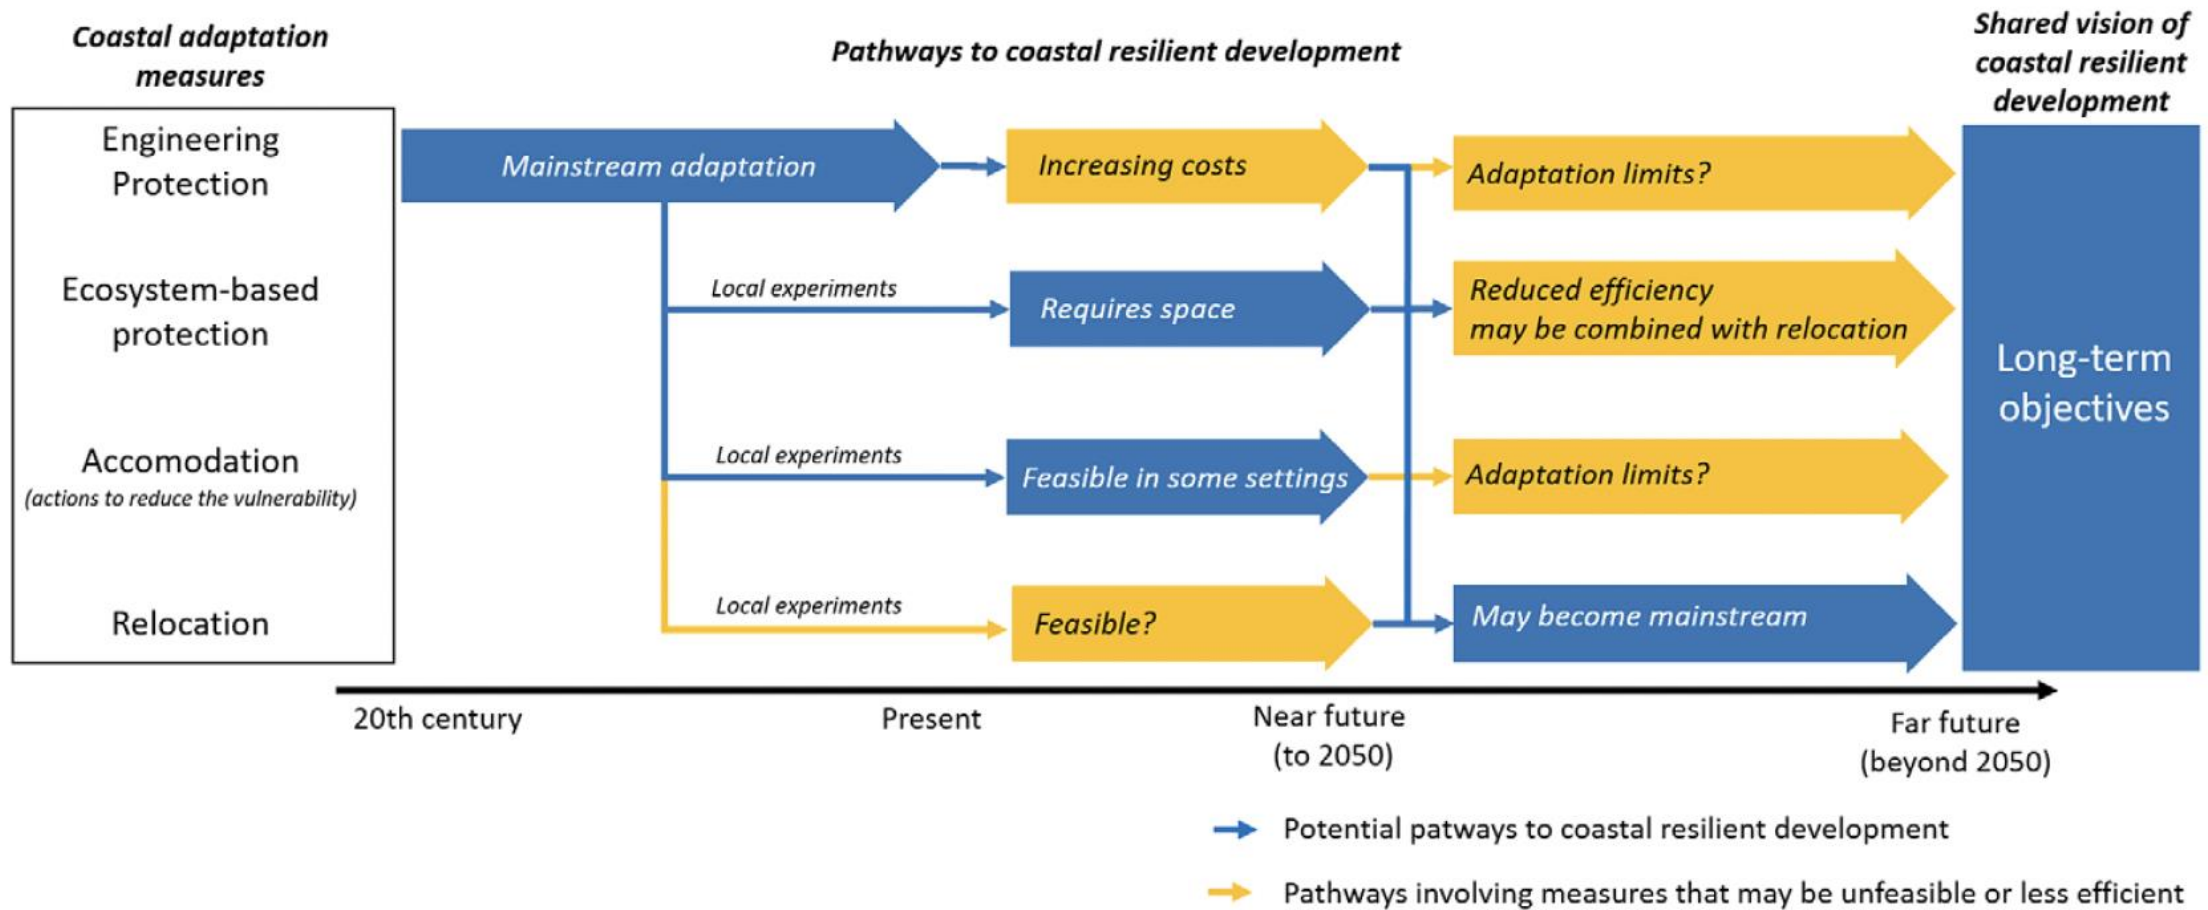 Coastal adaptation
measures
Pathways to coastal resilient development
Shared vision of
coastal resilient
development
Engineering
Protection
Mainstream adaptation
Increasing costs
Adaptation limits?
Ecosystem-based
protection
Local experiments
Requires space
Reduced efficiency
may be combined with relocation
Long-term
objectives
Accomodation
(actions to reduce the vulnerability)
Local experiments
Feasible in some settings
Adaptation limits?
Relocation
Local experiments
Feasible?
May become mainstream
20th century
Present
Near future
(to 2050)
Far future
(beyond 2050)
Potential patways to coastal resilient development
Pathways involving measures that may be unfeasible or less efficient